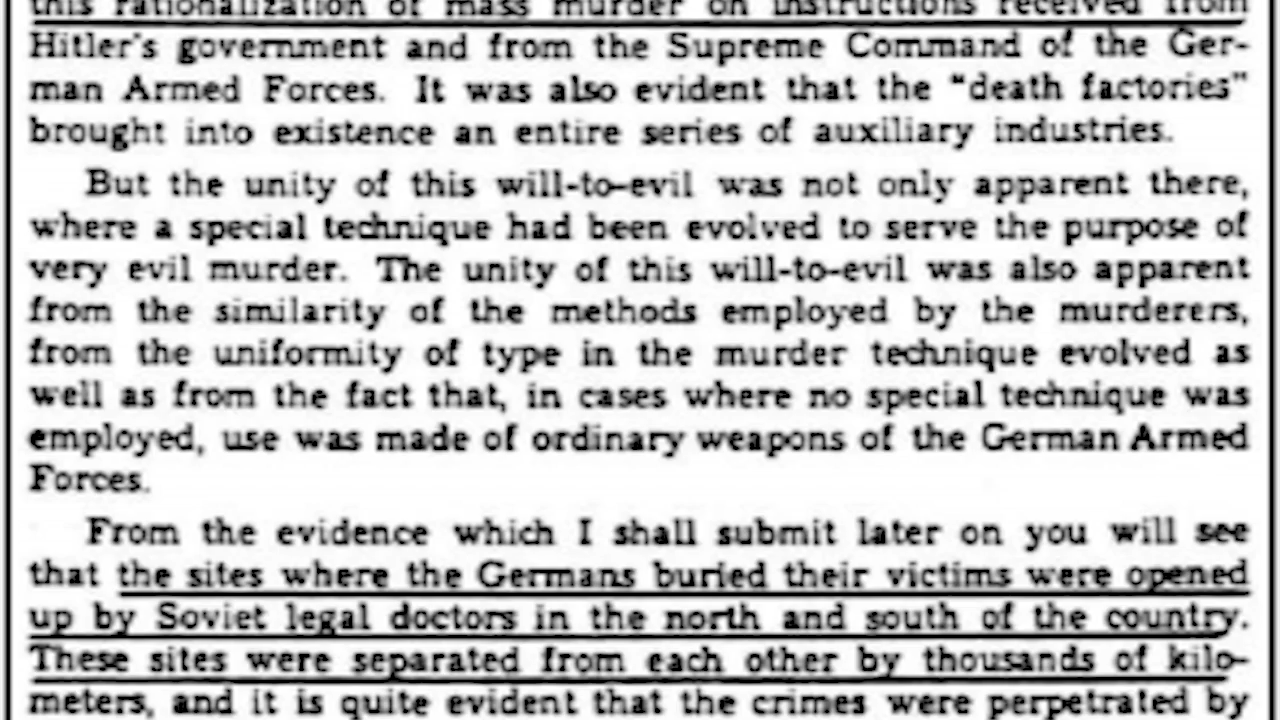 this rationalization of mass murder on instructions received from
Hitler's government and from the Supreme Command of the Ger-
man Armed Forces. It was also evident that the "death factories"
brought into existence an entire series of auxiliary industries.
But the unity of this will-to-evil was not only apparent there,
where a special technique had been evolved to serve the purpose of
very evil murder. The unity of this will-to-evil was also apparent
from the similarity of the methods employed by the murderers,
from the uniformity of type in the murder technique evolved as
well as from the fact that, in cases where no special technique was
employed, use was made of ordinary weapons of the German Armed
Forces.
From the evidence which I shall submit later on you will see
that the sites where the Germans buried their victims were opened
up by Soviet legal doctors in the north and south of the country.
These sites were separated from each other by thousands of kilo-
meters, and it is quite evident that the crimes were perpetrated by